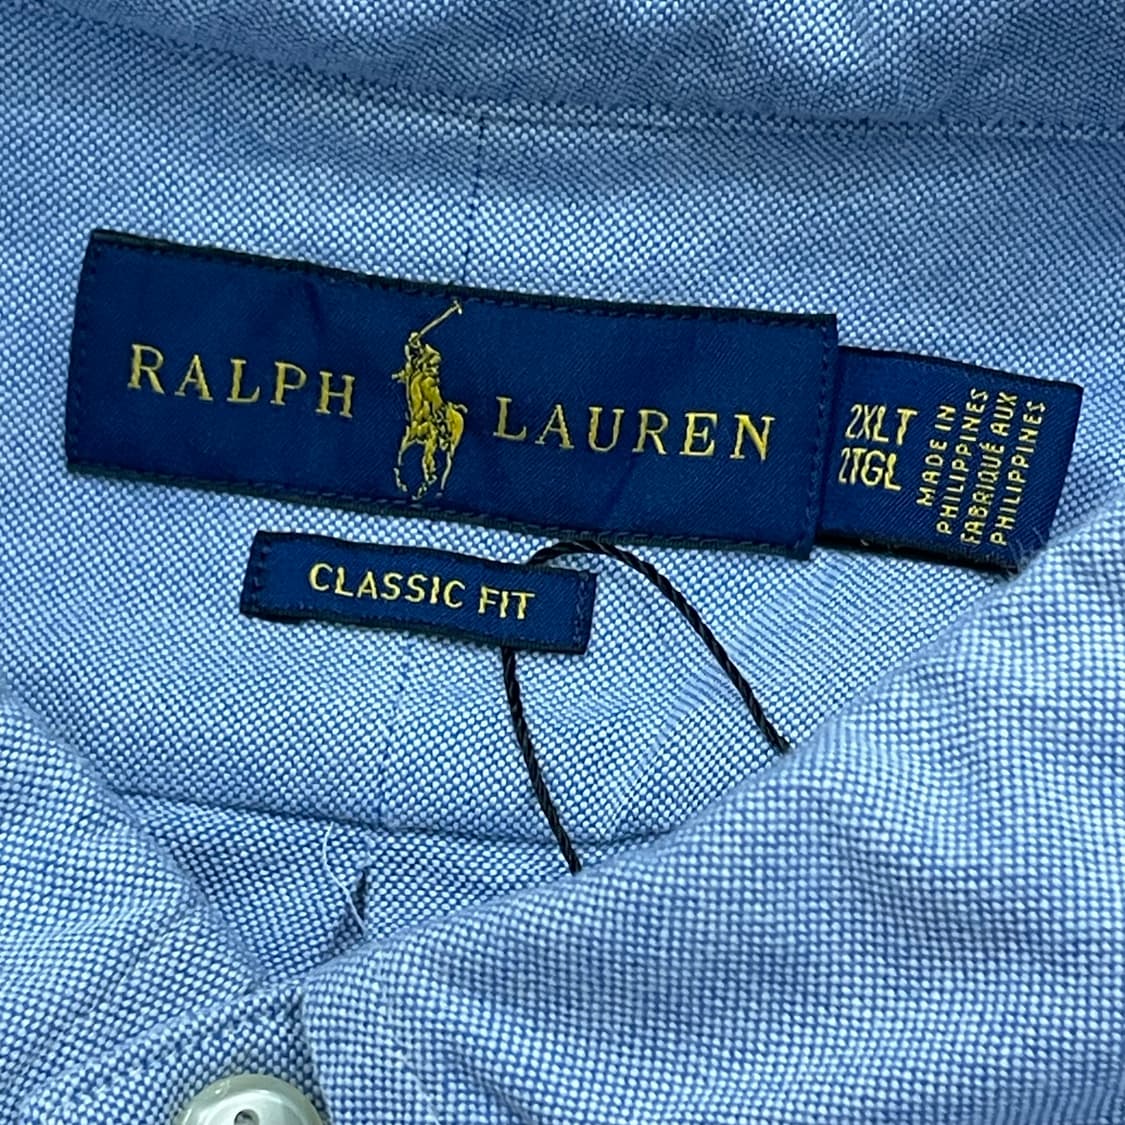 RALPH LAUREN
2XLT
2TGL
MADE IN
PHILIPPINES
FABRIQUÉ AUX
PHILIPPINES
CLASSIC FIT